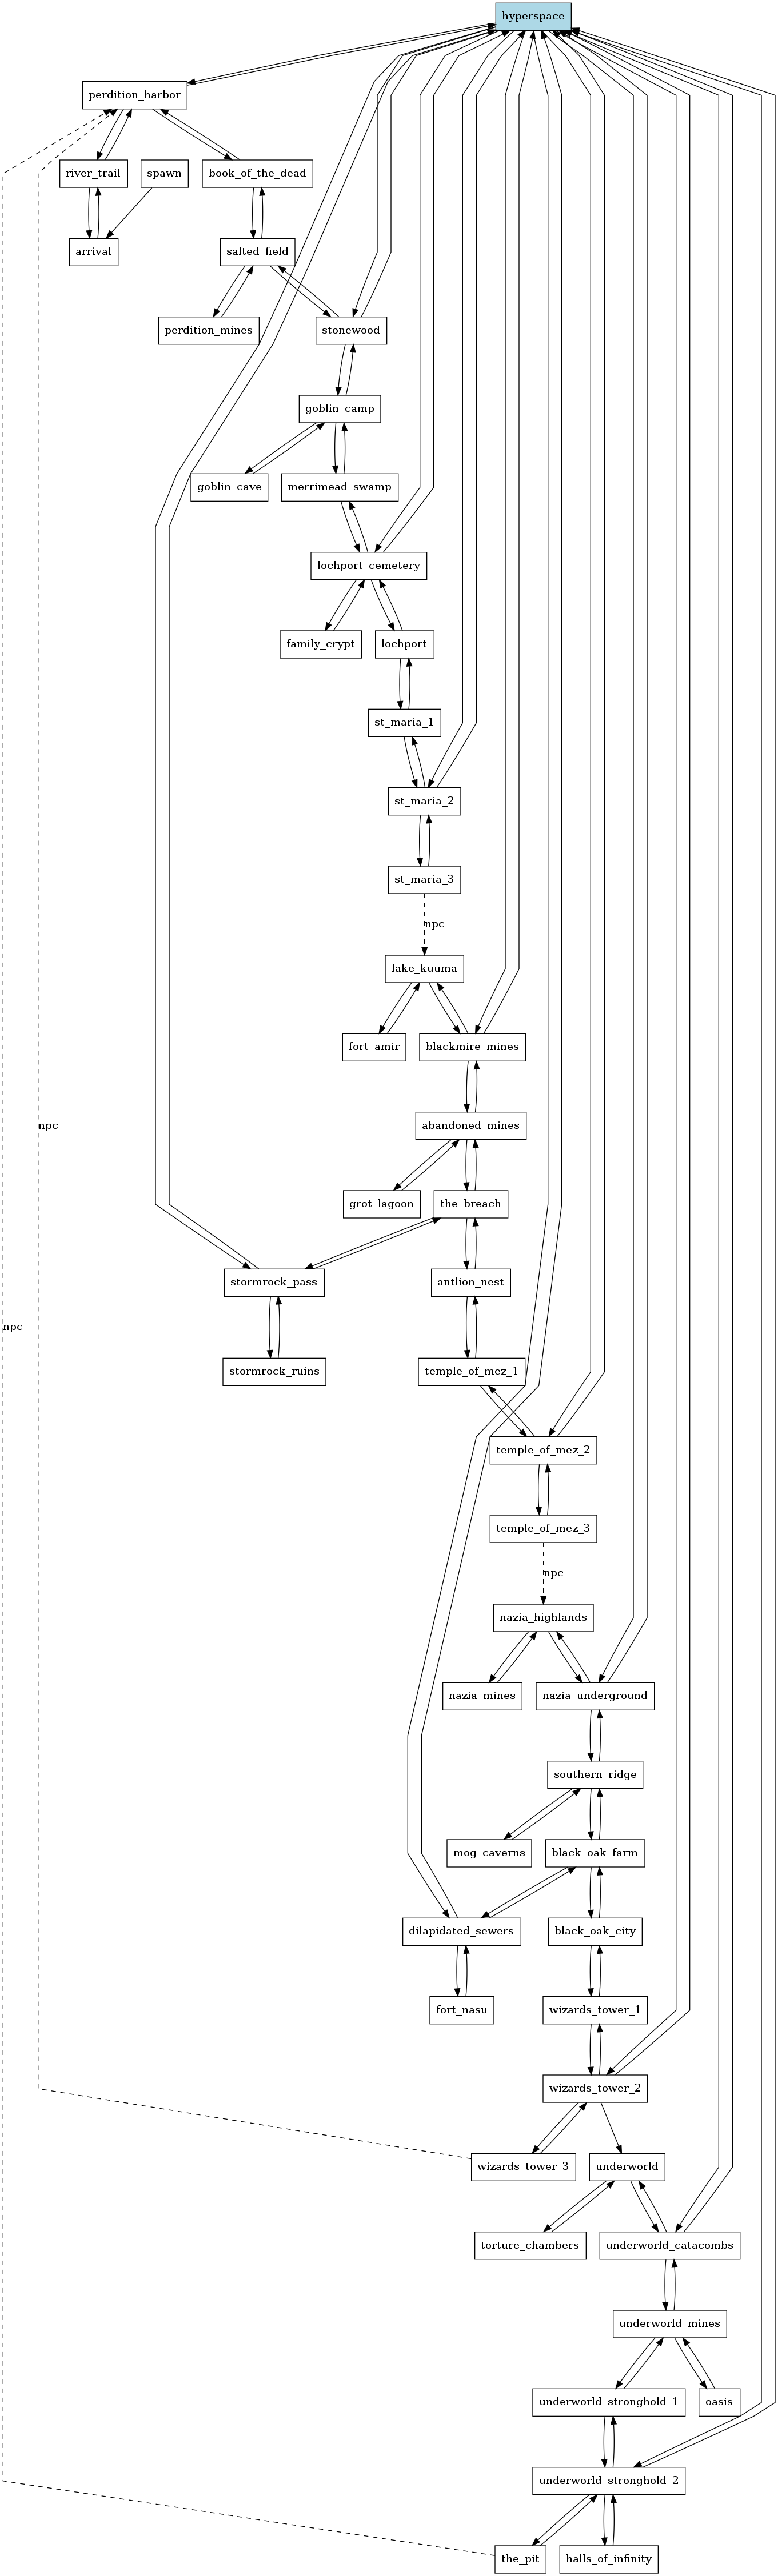 hyperspace
perdition_harbor
river_trail
spawn
book_of_the_dead
arrival
salted_field
perdition_mines
stonewood
goblin_camp
goblin_cave
merrimead_swamp
lochport_cemetery
family_crypt
lochport
st_maria_1
st_maria_2
st_maria_3
npc
lake_kuuma
fort_amir
blackmire_mines
npc
abandoned_mines
grot_lagoon
the_breach
stormrock_pass
antlion_nest
npc
stormrock_ruins
temple_of_mez_1
temple_of_mez_2
temple_of_mez_3
npc
nazia_highlands
nazia_mines
nazia_underground
southern_ridge
mog_caverns
black_oak_farm
dilapidated_sewers
black_oak_city
fort_nasu
wizards_tower_1
wizards_tower_2
wizards_tower_3
underworld
torture_chambers
underworld_catacombs
underworld_mines
underworld_stronghold_1
oasis
underworld_stronghold_2
the_pit
halls_of_infinity